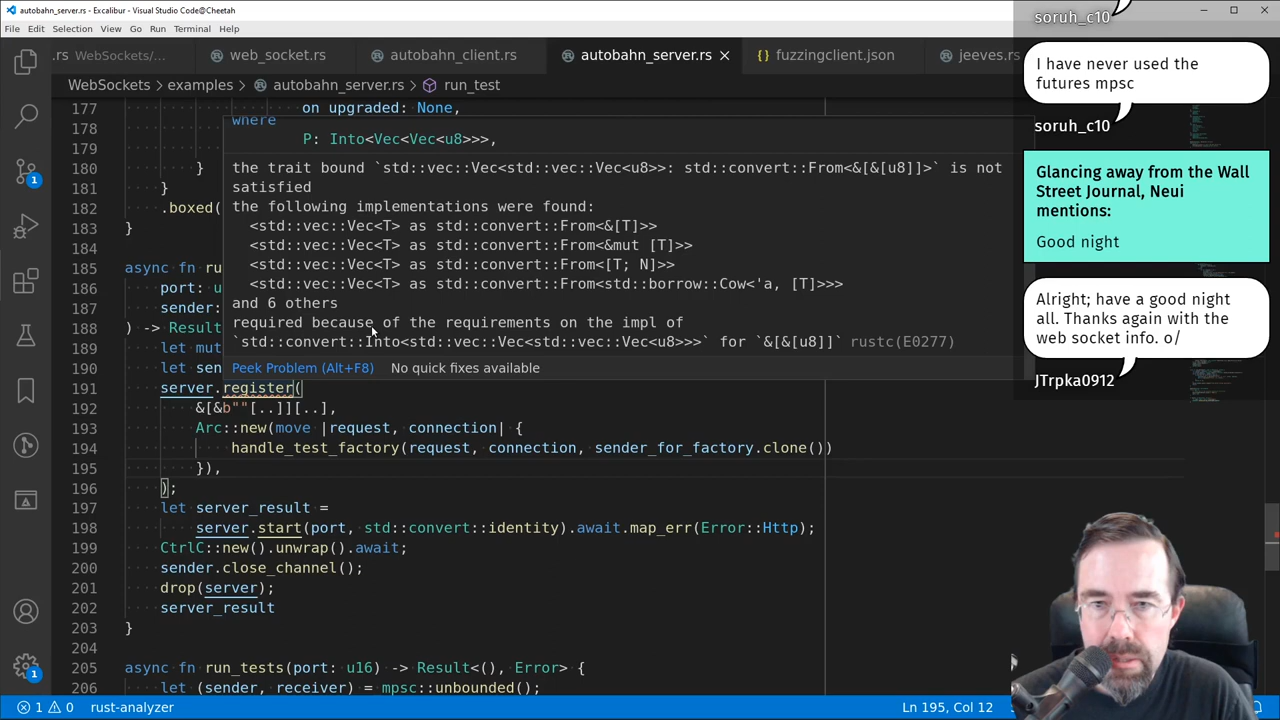 autobahn_server.rs - Excalibur - Visual Studio Code@Cheetah
File Edit Selection View Go Run Terminal Help
.rs WebSockets/... web_socket.rs autobahn_client.rs autobahn_server.rs fuzzingclient.json jeeves.rs
WebSockets > examples > autobahn_server.rs > run_test
177 on upgraded: None,
178 where
179 P: Into<Vec<Vec<u8>>>,
180 }
the trait bound `std::vec::Vec<std::vec::Vec<u8>>: std::convert::From<&[&[u8]]>` is not
181 }
satisfied
182 .boxed(
the following implementations were found:
183 }
<std::vec::Vec<T> as std::convert::From<&[T]>>
184
<std::vec::Vec<T> as std::convert::From<&mut [T]>>
185 async fn ru
<std::vec::Vec<T> as std::convert::From<[T; N]>>
186 port: u
<std::vec::Vec<T> as std::convert::From<std::borrow::Cow<'a, [T]>>>
187 sender:
and 6 others
188 ) -> Result
required because of the requirements on the impl of
189 let mut
`std::convert::Into<std::vec::Vec<std::vec::Vec<u8>>>` for `&[&[u8]]` rustc(E0277)
190 let sen
Peek Problem (Alt+F8) No quick fixes available
191 server.register(
192 &[&b""[..]][..],
193 Arc::new(move |request, connection| {
194 handle_test_factory(request, connection, sender_for_factory.clone())
195 }),
196 );
197 let server_result =
198 server.start(port, std::convert::identity).await.map_err(Error::Http);
199 CtrlC::new().unwrap().await;
200 sender.close_channel();
201 drop(server);
202 server_result
203 }
204
205 async fn run_tests(port: u16) -> Result<(), Error> {
206 let (sender, receiver) = mpsc::unbounded();
soruh_c10
I have never used the
futures mpsc
soruh_c10
Glancing away from the Wall
Street Journal, Neui
mentions:
Good night
Alright; have a good night
all. Thanks again with the
web socket info. o/
JTrpka0912
1
1
1 0 rust-analyzer Ln 195, Col 12